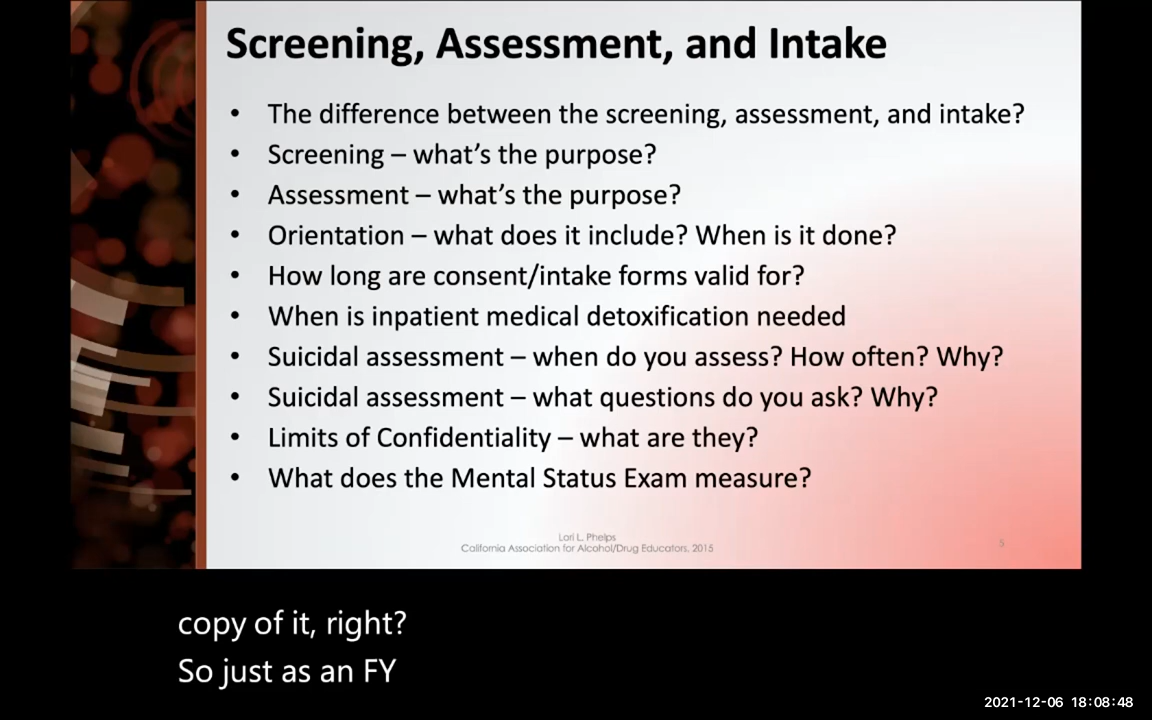 Screening, Assessment, and Intake
• The difference between the screening, assessment, and intake?
• Screening – what's the purpose?
• Assessment – what's the purpose?
• Orientation – what does it include? When is it done?
• How long are consent/intake forms valid for?
• When is inpatient medical detoxification needed
• Suicidal assessment – when do you assess? How often? Why?
• Suicidal assessment – what questions do you ask? Why?
• Limits of Confidentiality – what are they?
• What does the Mental Status Exam measure?
Lori L. Phelps
California Association for Alcohol/Drug Educators, 2015
5
copy of it, right?
So just as an FY
2021-12-06 18:08:48